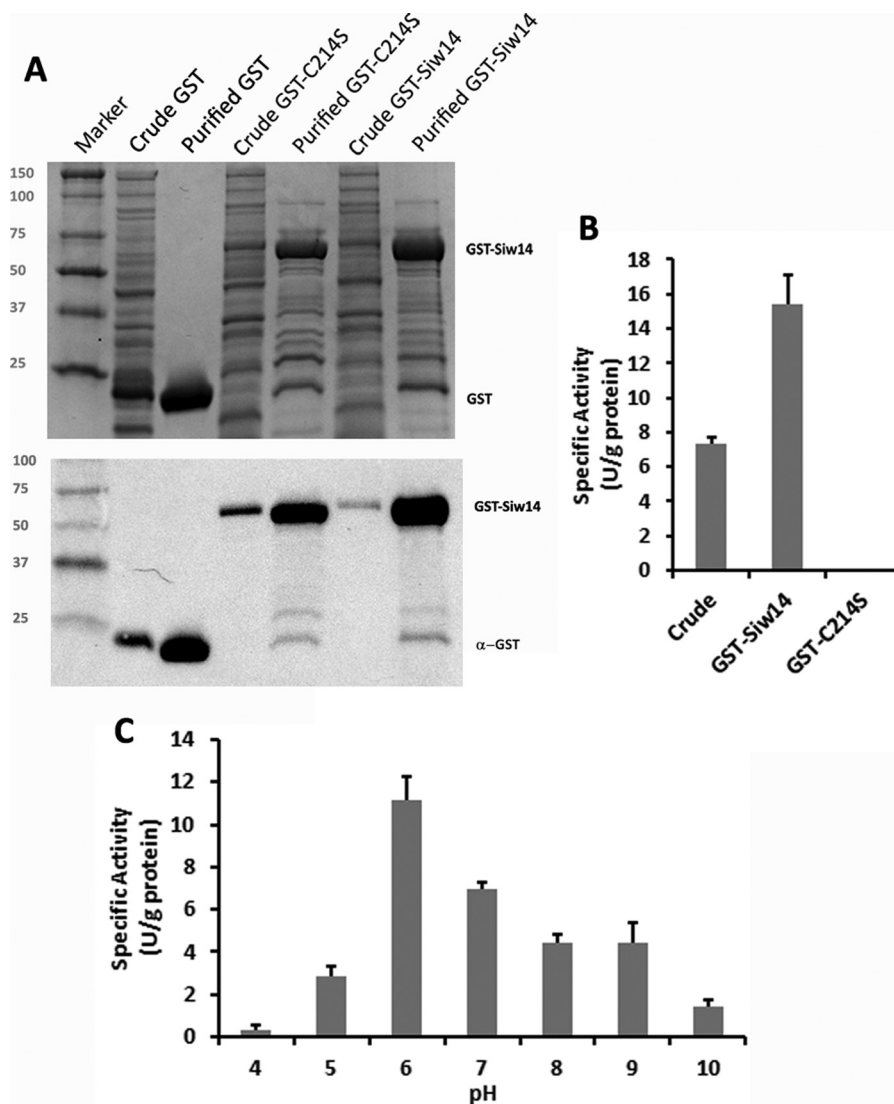 A
Marker
Crude GST
Purified GST
Crude GST-C214S
Purified GST-C214S
Crude GST-Siw14
Purified GST-Siw14
150
100
75
50
37
25
GST-Siw14
GST
100
75
50
37
25
GST-Siw14
α–GST
B
Specific Activity
(U/g protein)
18
16
14
12
10
8
6
4
2
0
Crude
GST-Siw14
GST-C214S
C
Specific Activity
(U/g protein)
14
12
10
8
6
4
2
0
4 5 6 7 8 9 10
pH